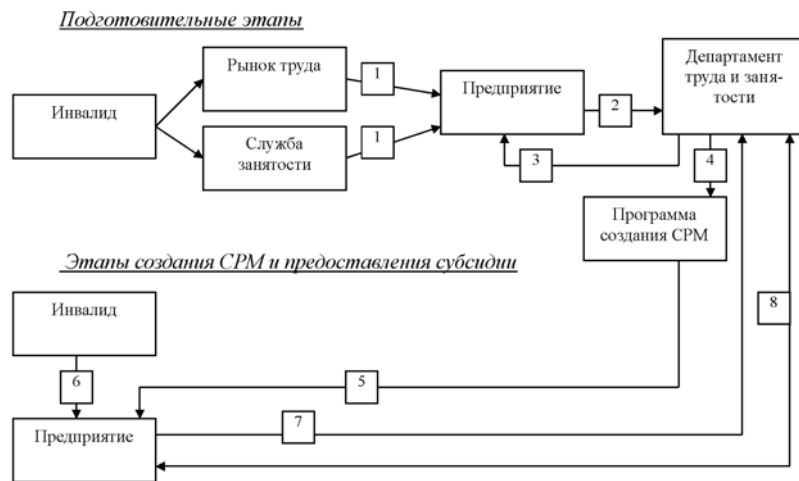 Подготовительные этапы
Рынок труда
1
Предприятие
2
Департамент
труда и заня-
тости
Инвалид
Служба
занятости
1
3
4
Программа
создания СРМ
Этапы создания СРМ и предоставления субсидии
Инвалид
8
6
5
Предприятие
7